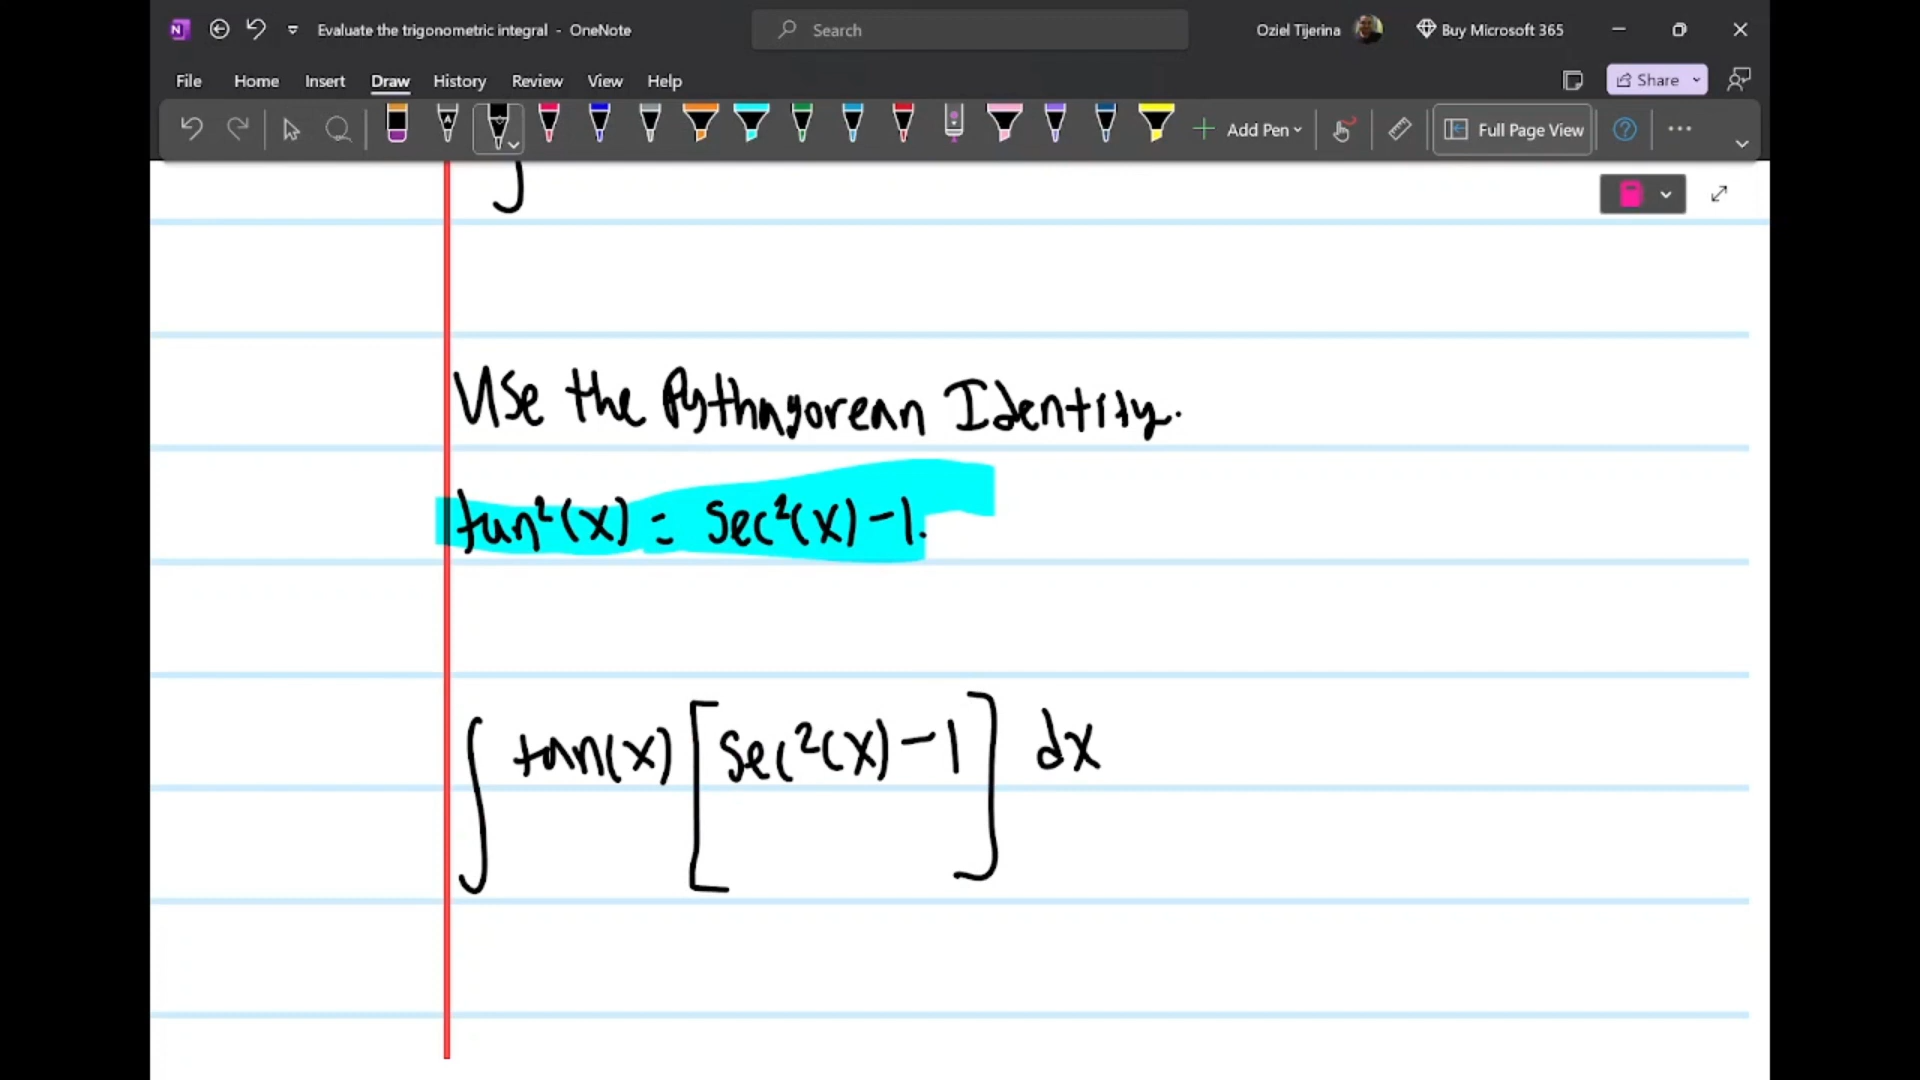 Evaluate the trigonometric integral - OneNote
Search
Oziel Tijerina
Buy Microsoft 365
File Home Insert Draw History Review View Help
Share
Add Pen
Full Page View
∫
Use the Pythagorean Identity.
tan²(x) = sec²(x) - 1.
∫ tan(x) [sec²(x) - 1] dx